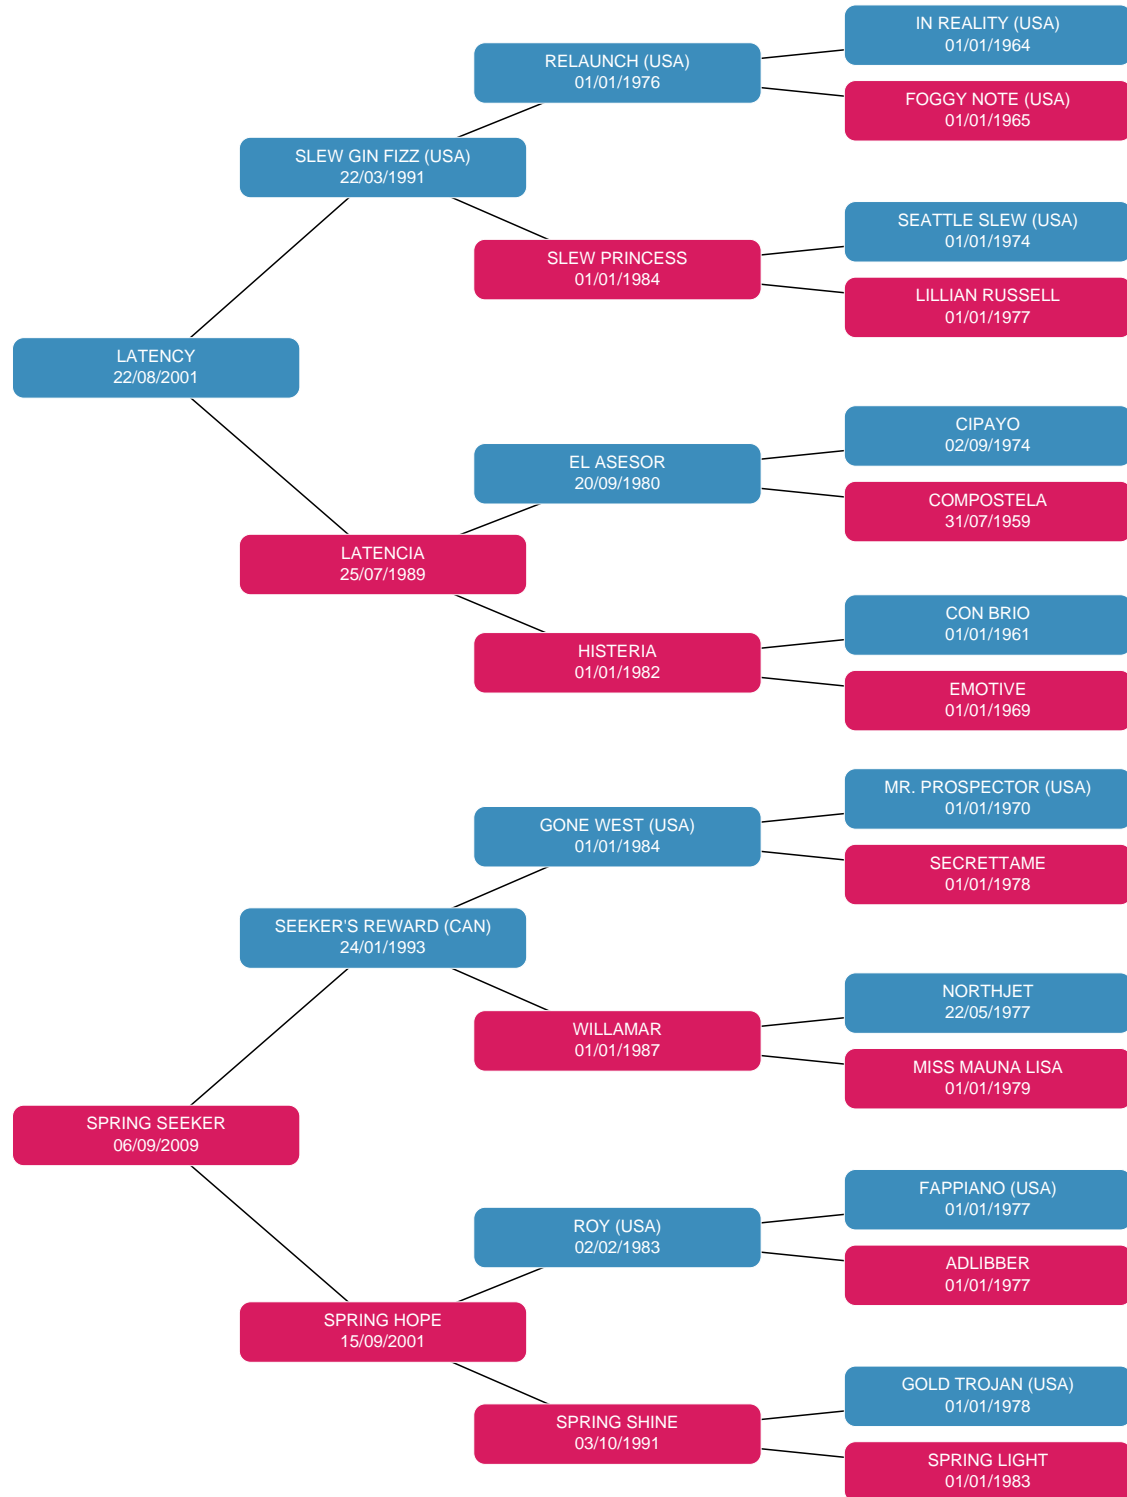 IN REALITY (USA)
01/01/1964
RELAUNCH (USA)
01/01/1976
FOGGY NOTE (USA)
01/01/1965
SLEW GIN FIZZ (USA)
22/03/1991
SEATTLE SLEW (USA)
01/01/1974
SLEW PRINCESS
01/01/1984
LILLIAN RUSSELL
01/01/1977
LATENCY
22/08/2001
CIPAYO
02/09/1974
EL ASESOR
20/09/1980
COMPOSTELA
31/07/1959
LATENCIA
25/07/1989
CON BRIO
01/01/1961
HISTERIA
01/01/1982
EMOTIVE
01/01/1969
MR. PROSPECTOR (USA)
01/01/1970
GONE WEST (USA)
01/01/1984
SECRETTAME
01/01/1978
SEEKER'S REWARD (CAN)
24/01/1993
NORTHJET
22/05/1977
WILLAMAR
01/01/1987
MISS MAUNA LISA
01/01/1979
SPRING SEEKER
06/09/2009
FAPPIANO (USA)
01/01/1977
ROY (USA)
02/02/1983
ADLIBBER
01/01/1977
SPRING HOPE
15/09/2001
GOLD TROJAN (USA)
01/01/1978
SPRING SHINE
03/10/1991
SPRING LIGHT
01/01/1983